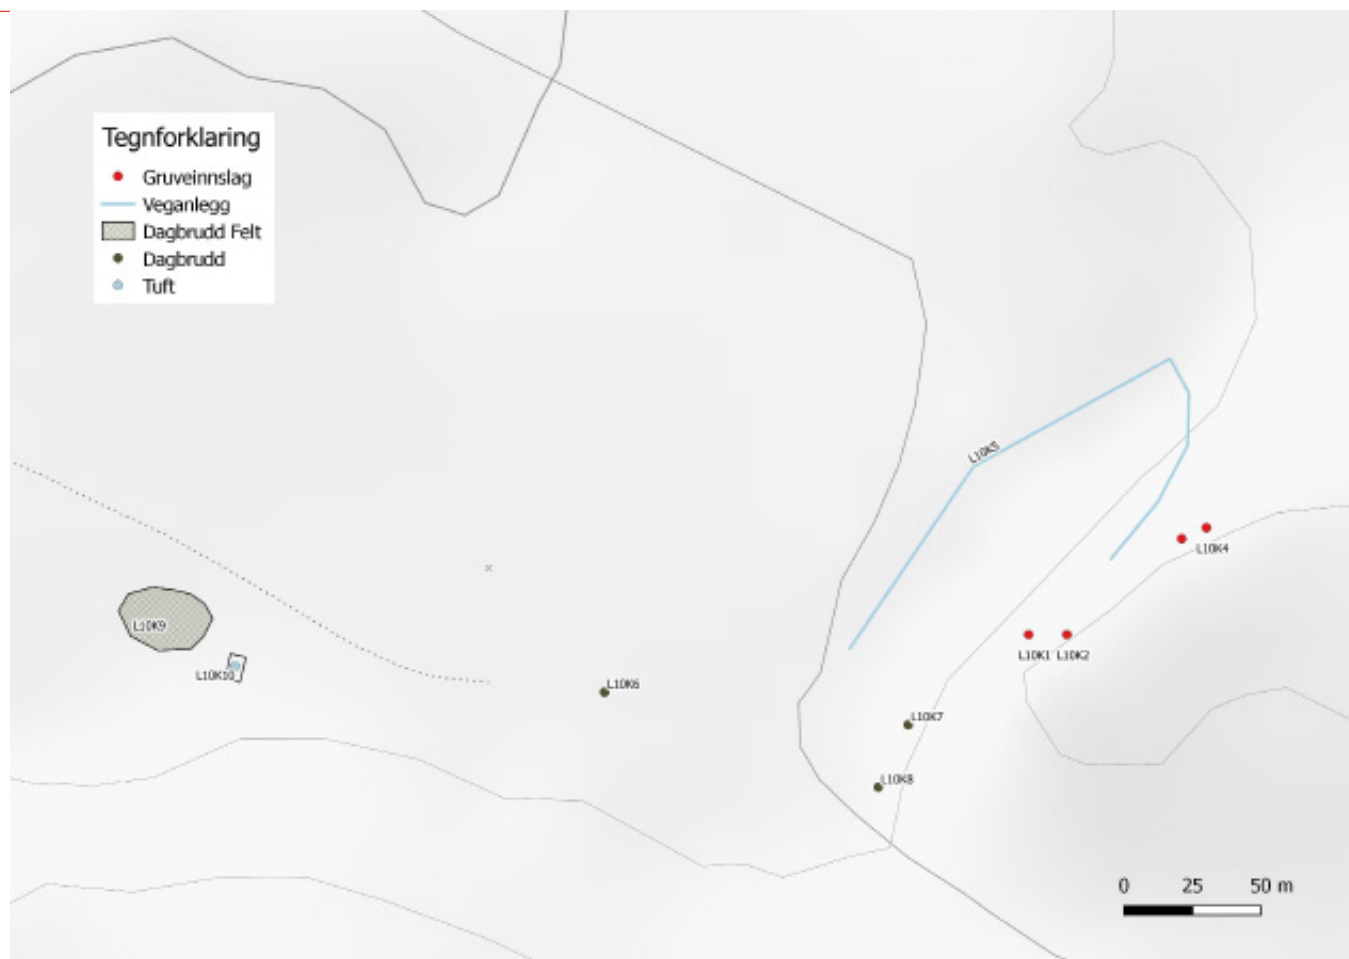 Tegnforklaring
Gruveinnslag
Veganlegg
Dagbrudd Felt
Dagbrudd
Tuft
L10K5
L10K4
L10K9
L10K1
L10K2
L10K10
L10K6
L10K7
L10K8
0 25 50 m